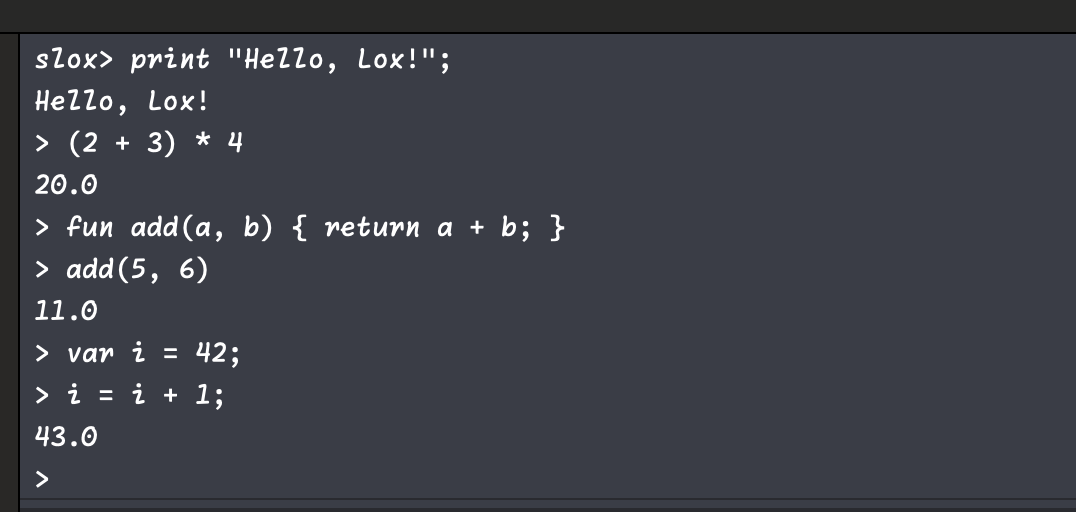 slox> print "Hello, Lox!";
Hello, Lox!
> (2 + 3) * 4
20.0
> fun add(a, b) { return a + b; }
> add(5, 6)
11.0
> var i = 42;
> i = i + 1;
43.0
>